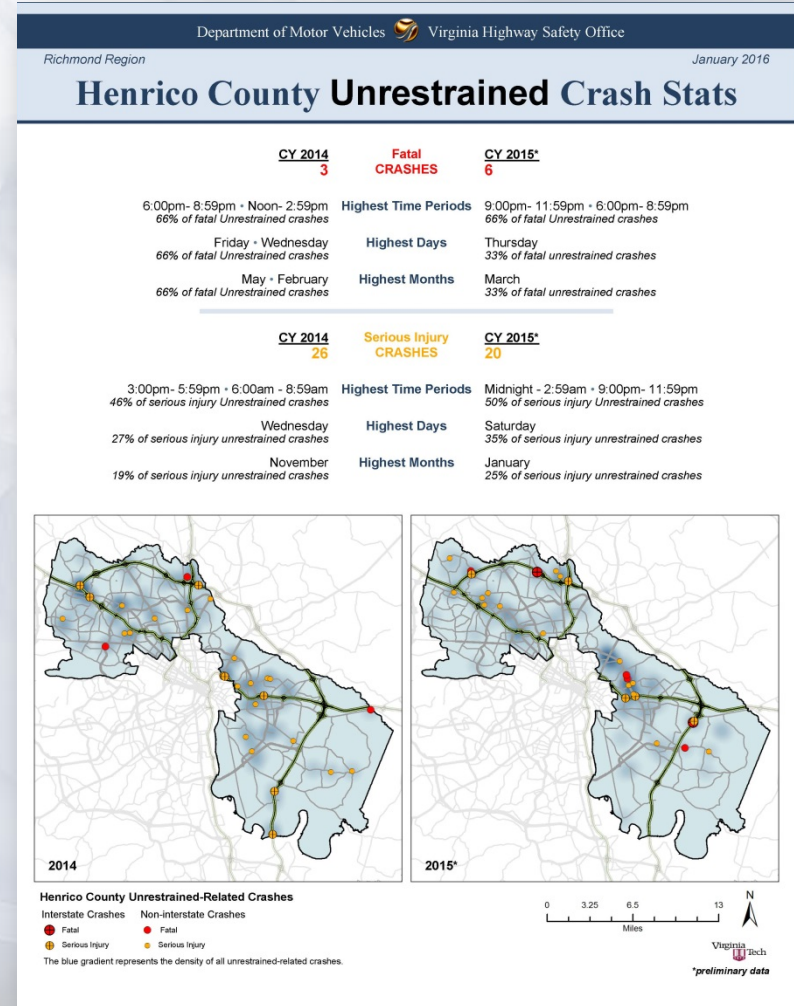 Department of Motor Vehicles Virginia Highway Safety Office
Richmond Region January 2016
Henrico County Unrestrained Crash Stats
CY 2014 Fatal CY 2015*
3 CRASHES 6
6:00pm- 8:59pm • Noon- 2:59pm Highest Time Periods 9:00pm- 11:59pm • 6:00pm- 8:59pm
66% of fatal Unrestrained crashes 66% of fatal Unrestrained Crashes
Friday • Wednesday Highest Days Thursday
66% of fatal Unrestrained crashes 33% of fatal unrestrained crashes
May • February Highest Months March
66% of fatal Unrestrained crashes 33% of fatal unrestrained crashes
CY 2014 Serious Injury CY 2015*
26 CRASHES 20
3:00pm- 5:59pm • 6:00am - 8:59am Highest Time Periods Midnight - 2:59am • 9:00pm- 11:59pm
46% of serious injury Unrestrained crashes 50% of serious injury Unrestrained crashes
Wednesday Highest Days Saturday
27% of serious injury unrestrained crashes 35% of serious injury unrestrained crashes
November Highest Months January
19% of serious injury unrestrained crashes 25% of serious injury unrestrained crashes
2014 2015*
Henrico County Unrestrained-Related Crashes
Interstate Crashes Non-interstate Crashes
Fatal Fatal
Serious Injury Serious Injury
The blue gradient represents the density of all unrestrained-related crashes.
0 3.25 6.5 13
Miles
N
Virginia Tech
*preliminary data